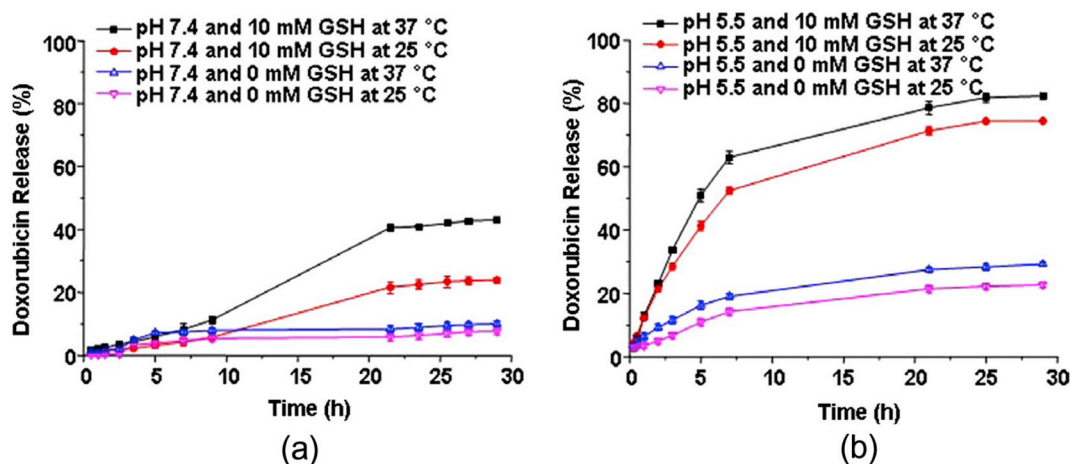 pH 7.4 and 10 mM GSH at 37 °C
pH 7.4 and 10 mM GSH at 25 °C
pH 7.4 and 0 mM GSH at 37 °C
pH 7.4 and 0 mM GSH at 25 °C
Doxorubicin Release (%)
100
80
60
40
20
0
0 5 10 15 20 25 30
Time (h)
(a)
pH 5.5 and 10 mM GSH at 37 °C
pH 5.5 and 10 mM GSH at 25 °C
pH 5.5 and 0 mM GSH at 37 °C
pH 5.5 and 0 mM GSH at 25 °C
Doxorubicin Release (%)
100
80
60
40
20
0
0 5 10 15 20 25 30
Time (h)
(b)